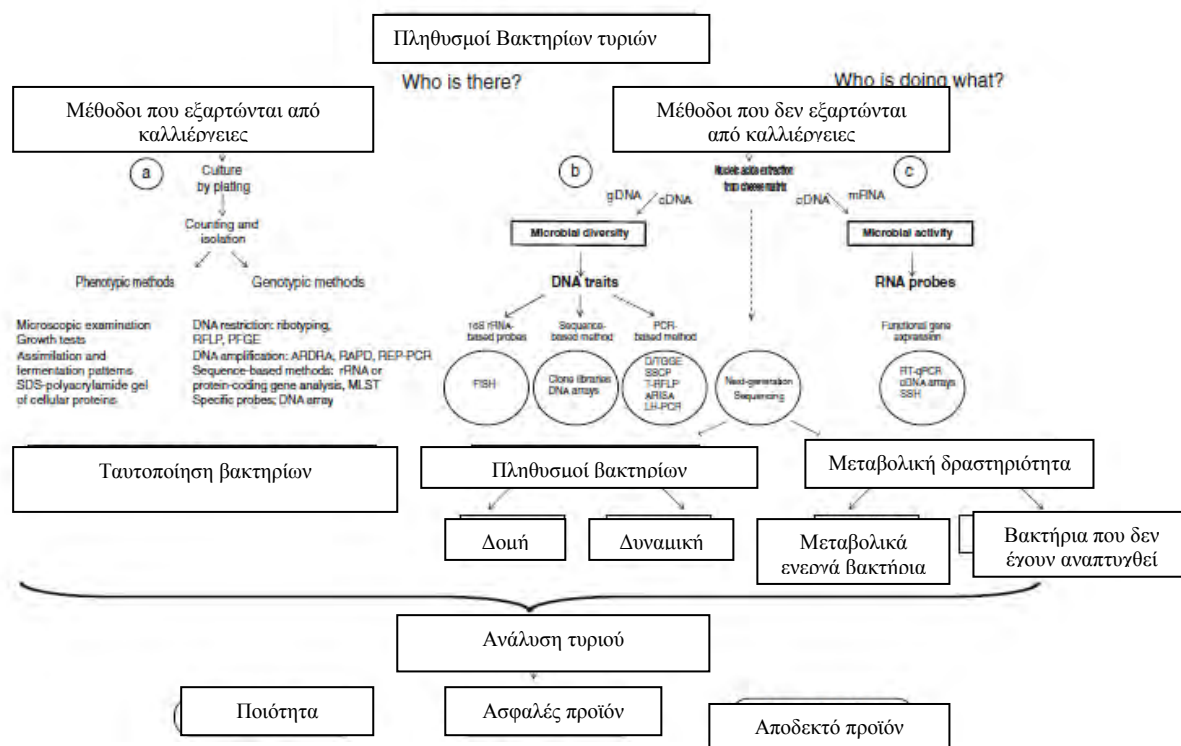 Πληθυσμοί Βακτηρίων τυριών
Who is there?
Who is doing what?
Μέθοδοι που εξαρτώνται από
καλλιέργειες
Μέθοδοι που δεν εξαρτώνται
από καλλιέργειες
a
Culture
by plating
Counting and
isolation
Phenotypic methods
Genotypic methods
Microscopic examination
Growth tests
Assimilation and
fermentation patterns
SDS-polyacrylamide gel
of cellular proteins
DNA restriction: ribotyping,
RFLP, PFGE
DNA amplification: ARDRA, RAPD, REP-PCR
Sequence-based methods: rRNA or
protein-coding gene analysis, MLST
Specific probes; DNA array
b
Nucleic acids extraction
from cheese matrix
c
gDNA
cDNA
cDNA
mRNA
Microbial diversity
Microbial activity
DNA traits
RNA probes
16S rRNA-
based probes
Sequence-
based method
PCR-
based method
Functional gene
expression
FISH
Clone libraries
DNA arrays
D/TGGE
SSCP
T-RFLP
ARISA
LH-PCR
Next-generation
Sequencing
RT-qPCR
cDNA arrays
SSH
Ταυτοποίηση βακτηρίων
Πληθυσμοί βακτηρίων
Μεταβολική δραστηριότητα
Δομή
Δυναμική
Μεταβολικά
ενεργά βακτήρια
Βακτήρια που δεν
έχουν αναπτυχθεί
Ανάλυση τυριού
Ποιότητα
Ασφαλές προϊόν
Αποδεκτό προϊόν